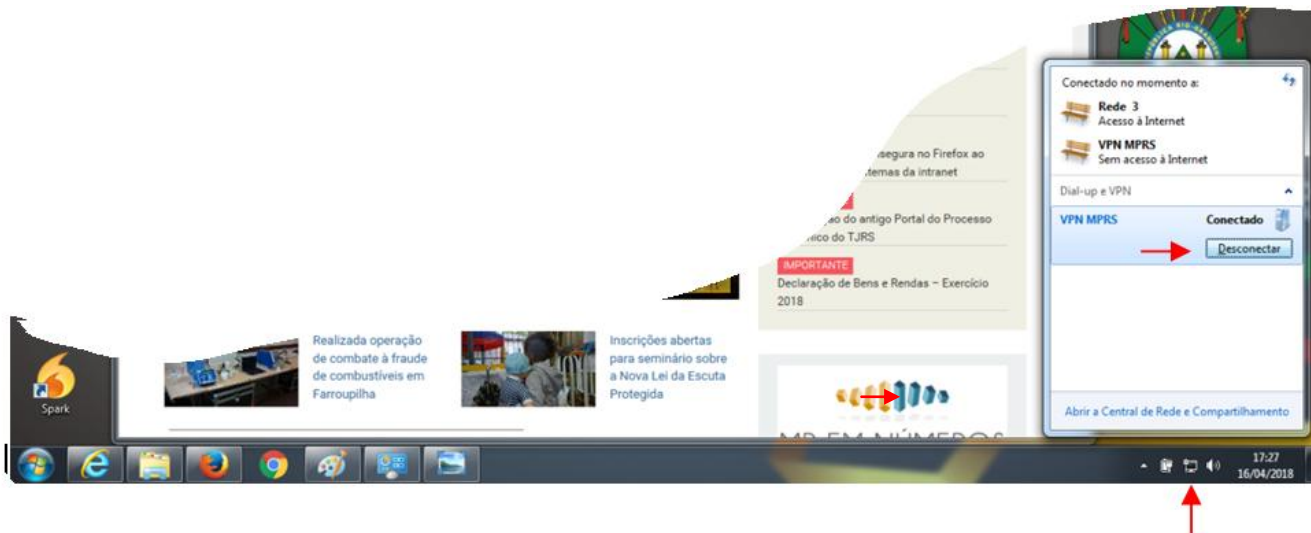 Conectado no momento a:
Rede 3
Acesso à Internet
VPN MPRS
Sem acesso à Internet
Dial-up e VPN
VPN MPRS
Conectado
Desconectar
Abrir a Central de Rede e Compartilhamento
no Firefox ao
da intranet
do antigo Portal do Processo
do TJRS
IMPORTANTE
Declaração de Bens e Rendas – Exercício
2018
Realizada operação
de combate à fraude
de combustíveis em
Farroupilha
Inscrições abertas
para seminário sobre
a Nova Lei da Escuta
Protegida
MP EM NÚMEROS
Spark
17:27
16/04/2018